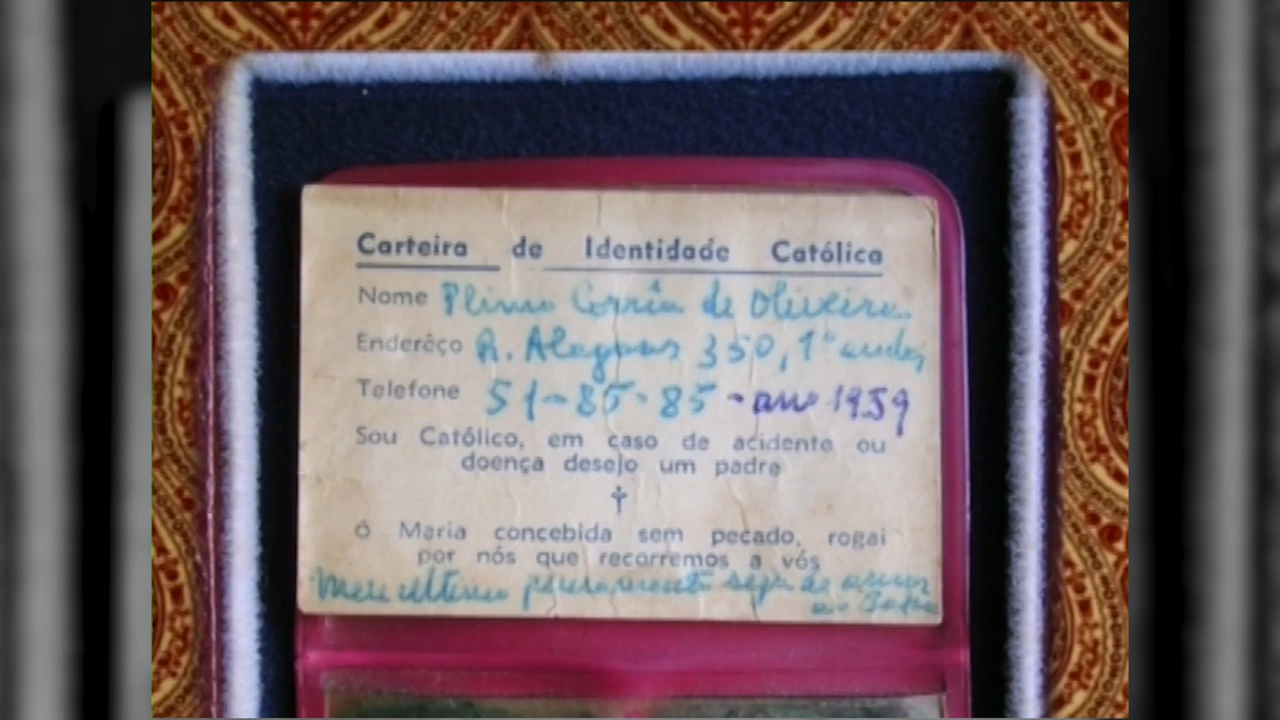 Carteira de Identidade Católica
Nome Plinio Corrêa de Oliveira
Enderêço R. Alagoas 350, 1º andar
Telefone 51-85-85 - ano 1959
Sou Católico, em caso de acidente ou
doença desejo um padre
†
Ó Maria concebida sem pecado, rogai
por nós que recorremos a vós
Meu ultimo pensamento seja de amor
ao Papa